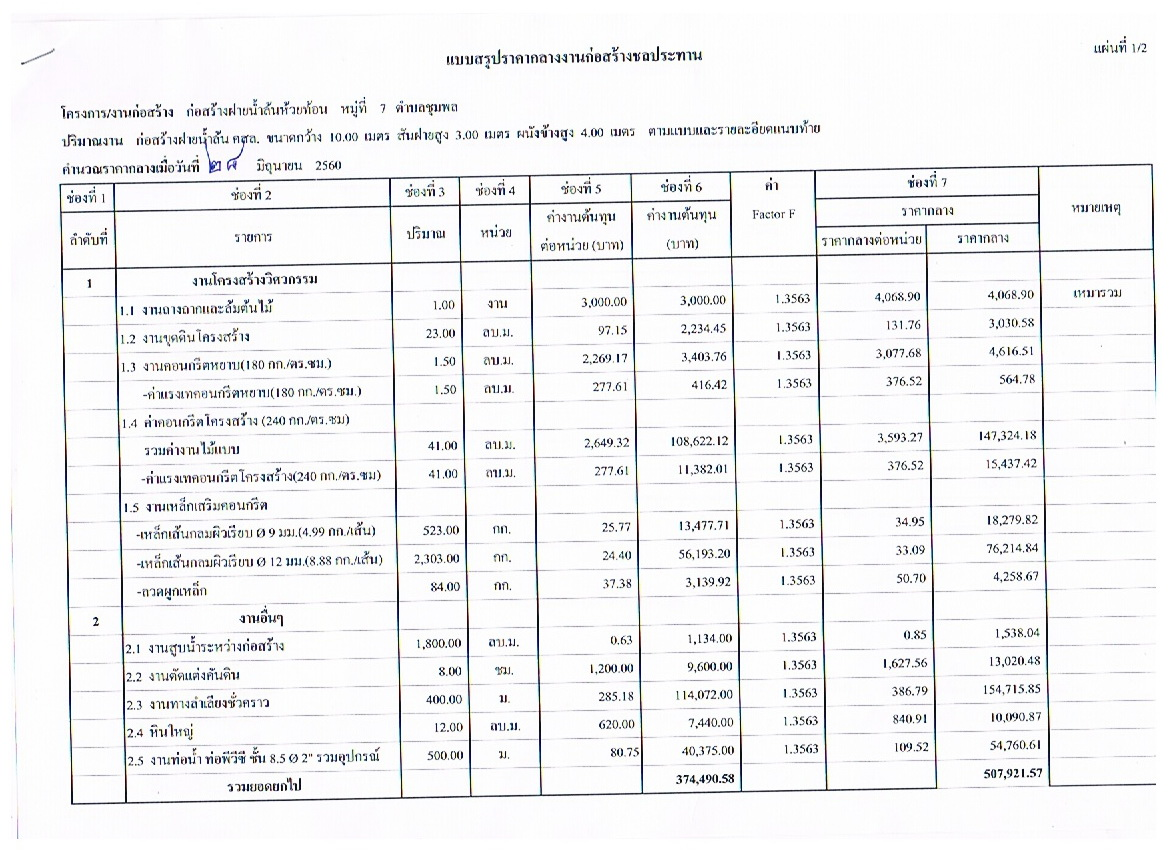 แผ่นที่ 1/2
แบบสรุปราคากลางงานก่อสร้างชลประทาน
โครงการ/งานก่อสร้าง ก่อสร้างฝายน้ำล้นห้วยท้อน หมู่ที่ 7 ตำบลชุมพล
ปริมาณงาน ก่อสร้างฝายน้ำล้น คสล. ขนาดกว้าง 10.00 เมตร สันฝายสูง 3.00 เมตร ผนังข้างสูง 4.00 เมตร ตามแบบและรายละอียดแนบท้าย
คำนวณราคากลางเมื่อวันที่ ๒๘ มิถุนายน 2560
ช่องที่ 1 ช่องที่ 2 ช่องที่ 3 ช่องที่ 4 ช่องที่ 5 ช่องที่ 6 ค่า Factor F ช่องที่ 7 หมายเหตุ
ลำดับที่ รายการ ปริมาณ หน่วย ค่างานต้นทุน ต่อหน่วย (บาท) ค่างานต้นทุน (บาท) ราคากลาง
ราคากลางต่อหน่วย ราคากลาง
1 งานโครงสร้างวิศวกรรม
1.1 งานถางถากและล้มต้นไม้ 1.00 งาน 3,000.00 3,000.00 1.3563 4,068.90 4,068.90 เหมารวม
1.2 งานขุดดินโครงสร้าง 23.00 ลบ.ม. 97.15 2,234.45 1.3563 131.76 3,030.58
1.3 งานคอนกรีตหยาบ(180 กก./ตร.ซม.) 1.50 ลบ.ม. 2,269.17 3,403.76 1.3563 3,077.68 4,616.51
-ค่าแรงเทคอนกรีตหยาบ(180 กก./ตร.ซม.) 1.50 ลบ.ม. 277.61 416.42 1.3563 376.52 564.78
1.4 ค่าคอนกรีตโครงสร้าง (240 กก./ตร.ซม)
รวมค่างานไม้แบบ 41.00 ลบ.ม. 2,649.32 108,622.12 1.3563 3,593.27 147,324.18
-ค่าแรงเทคอนกรีตโครงสร้าง(240 กก./ตร.ซม) 41.00 ลบ.ม. 277.61 11,382.01 1.3563 376.52 15,437.42
1.5 งานเหล็กเสริมคอนกรีต
-เหล็กเส้นกลมผิวเรียบ Ø 9 มม.(4.99 กก./เส้น) 523.00 กก. 25.77 13,477.71 1.3563 34.95 18,279.82
-เหล็กเส้นกลมผิวเรียบ Ø 12 มม.(8.88 กก./เส้น) 2,303.00 กก. 24.40 56,193.20 1.3563 33.09 76,214.84
-ลวดผูกเหล็ก 84.00 กก. 37.38 3,139.92 1.3563 50.70 4,258.67
2 งานอื่นๆ
2.1 งานสูบน้ำระหว่างก่อสร้าง 1,800.00 ลบ.ม. 0.63 1,134.00 1.3563 0.85 1,538.04
2.2 งานตัดแต่งคันดิน 8.00 ชม. 1,200.00 9,600.00 1.3563 1,627.56 13,020.48
2.3 งานทางลำเลียงชั่วคราว 400.00 ม. 285.18 114,072.00 1.3563 386.79 154,715.85
2.4 หินใหญ่ 12.00 ลบ.ม 620.00 7,440.00 1.3563 840.91 10,090.87
2.5 งานท่อน้ำ ท่อพีวีซี ชั้น 8.5 Ø 2" รวมอุปกรณ์ 500.00 ม. 80.75 40,375.00 1.3563 109.52 54,760.61
รวมยอดยกไป 374,490.58 507,921.57